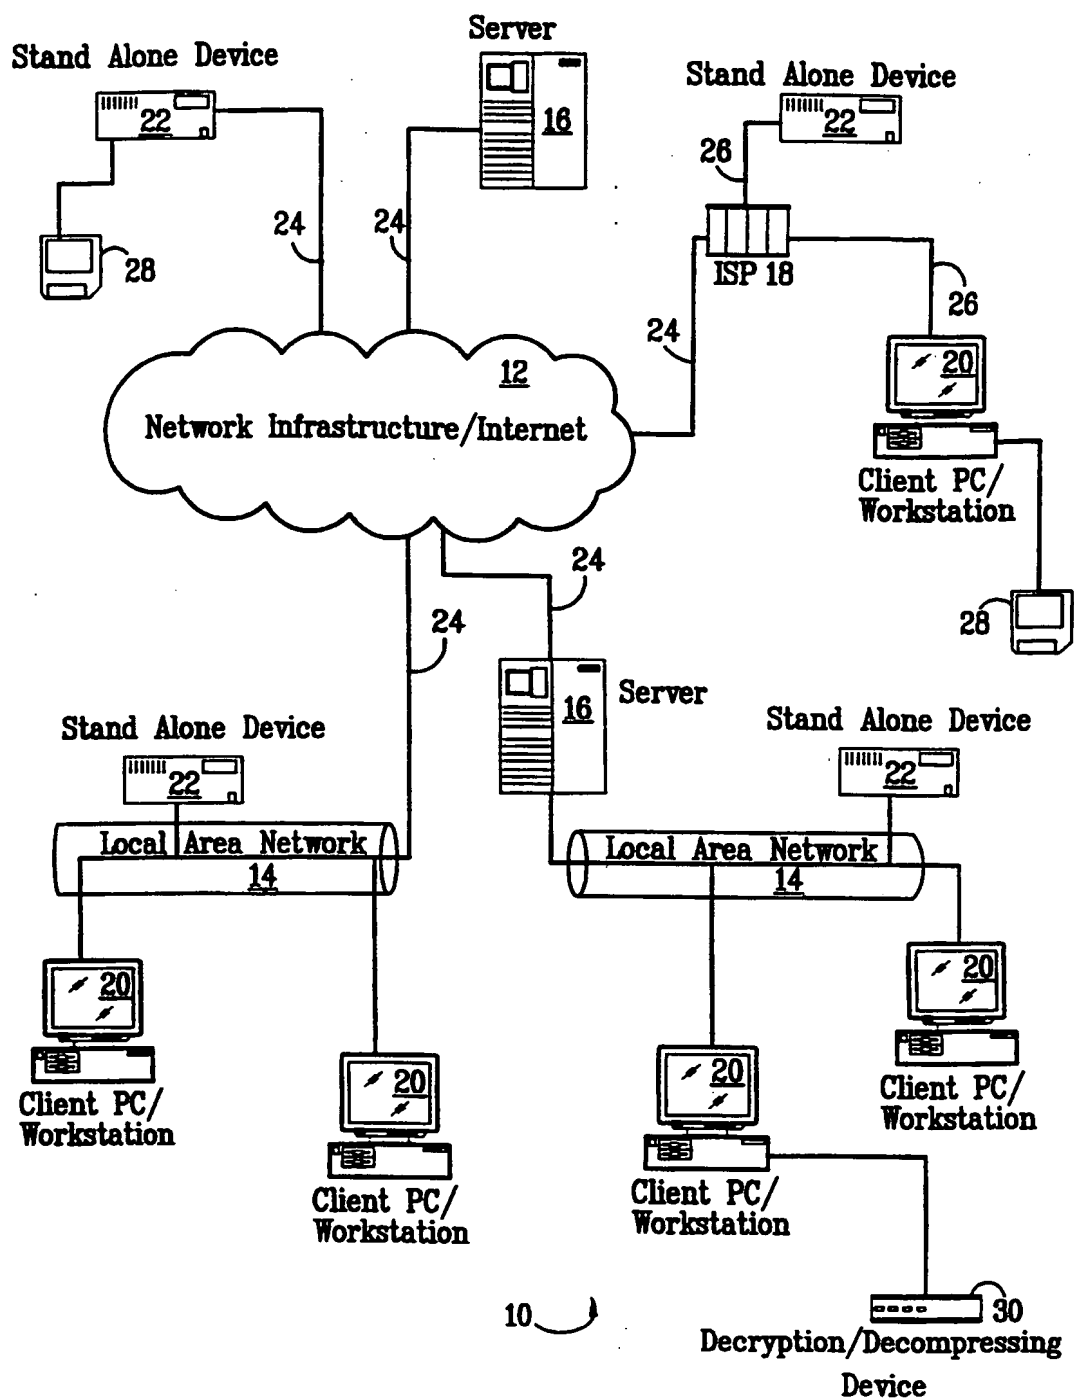 Server
Stand Alone Device
Stand Alone Device
22
16
22
26
24
24
28
ISP 18
26
24
12
20
Network Infrastructure/Internet
Client PC/
Workstation
24
28
24
16
Server
Stand Alone Device
Stand Alone Device
22
22
Local Area Network
14
Local Area Network
14
20
20
20
20
Client PC/
Workstation
Client PC/
Workstation
Client PC/
Workstation
Client PC/
Workstation
10
30
Decryption/Decompressing
Device